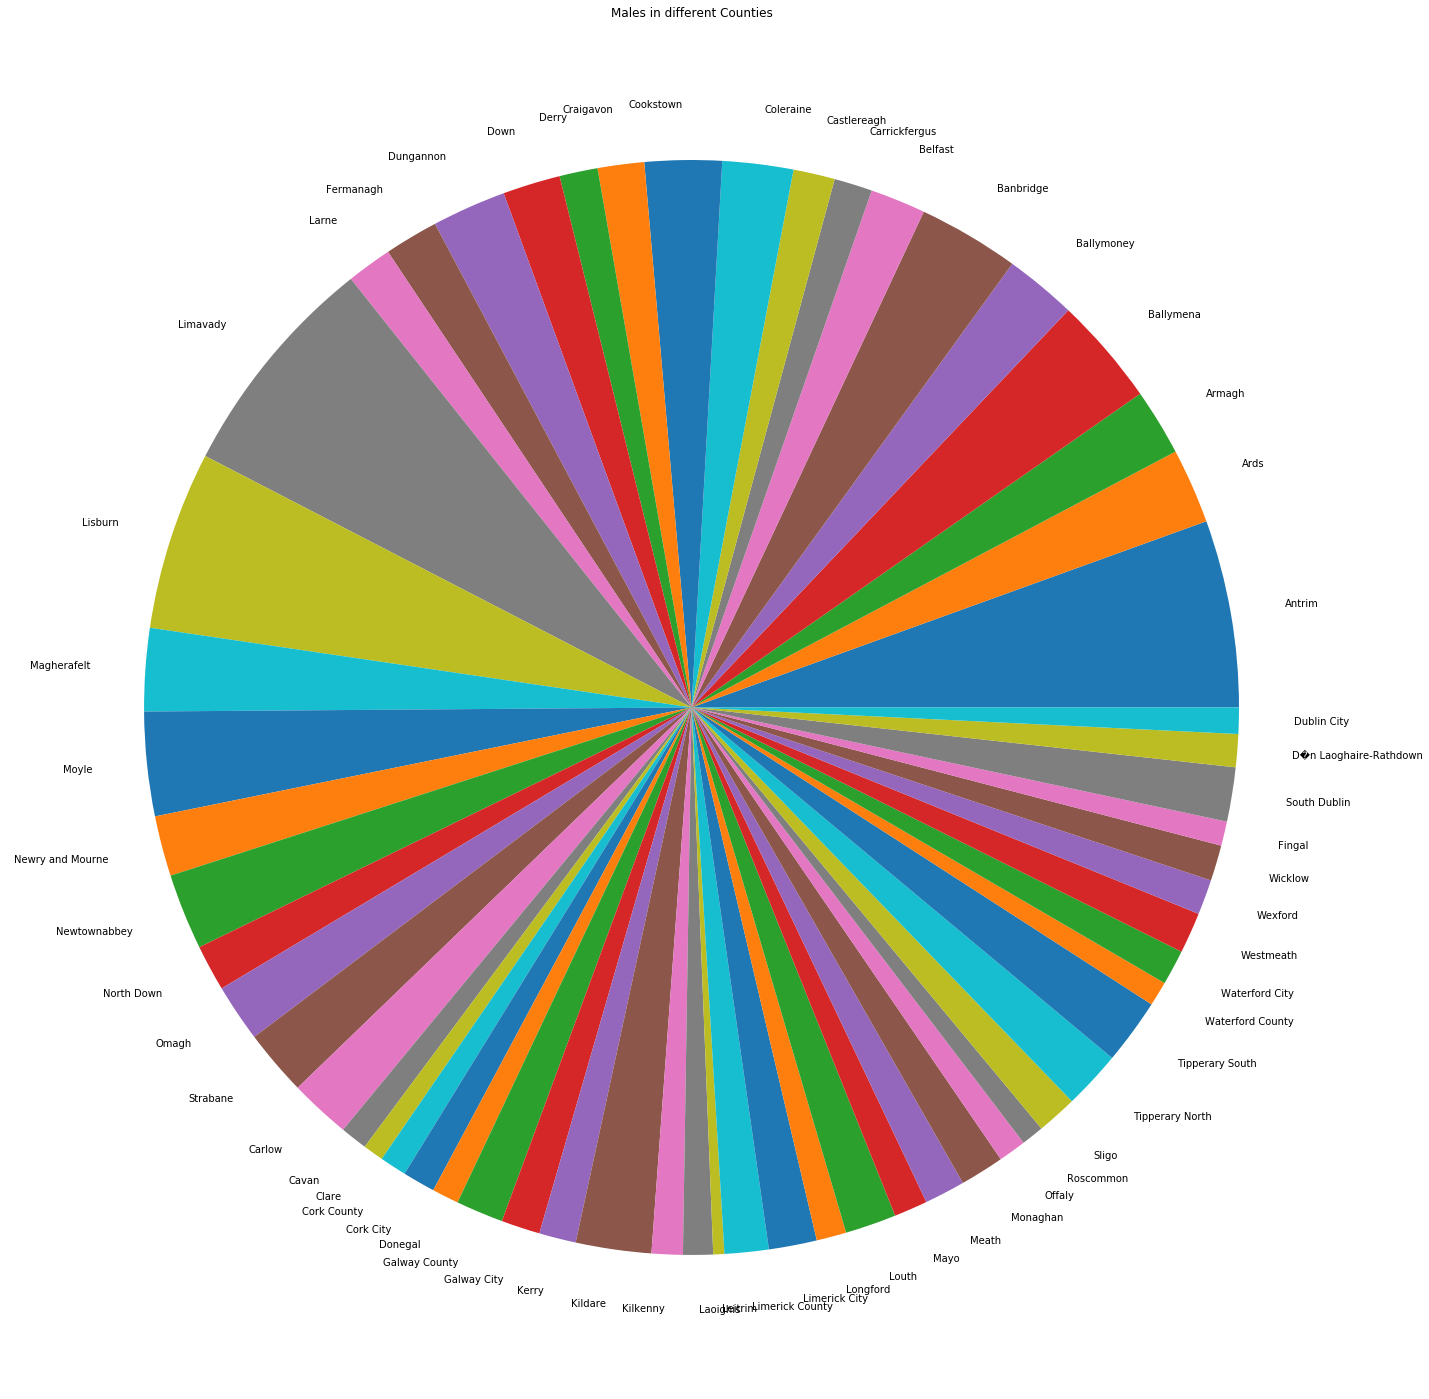 Males in different Counties
Antrim
Ards
Armagh
Ballymena
Ballymoney
Banbridge
Belfast
Carrickfergus
Castlereagh
Coleraine
Cookstown
Craigavon
Derry
Down
Dungannon
Fermanagh
Larne
Limavady
Lisburn
Magherafelt
Moyle
Newry and Mourne
Newtownabbey
North Down
Omagh
Strabane
Carlow
Cavan
Clare
Cork County
Cork City
Donegal
Galway County
Galway City
Kerry
Kildare
Kilkenny
Laoighis
Leitrim
Limerick County
Limerick City
Longford
Louth
Mayo
Meath
Monaghan
Offaly
Roscommon
Sligo
Tipperary North
Tipperary South
Waterford County
Waterford City
Westmeath
Wexford
Wicklow
Fingal
South Dublin
D�n Laoghaire-Rathdown
Dublin City